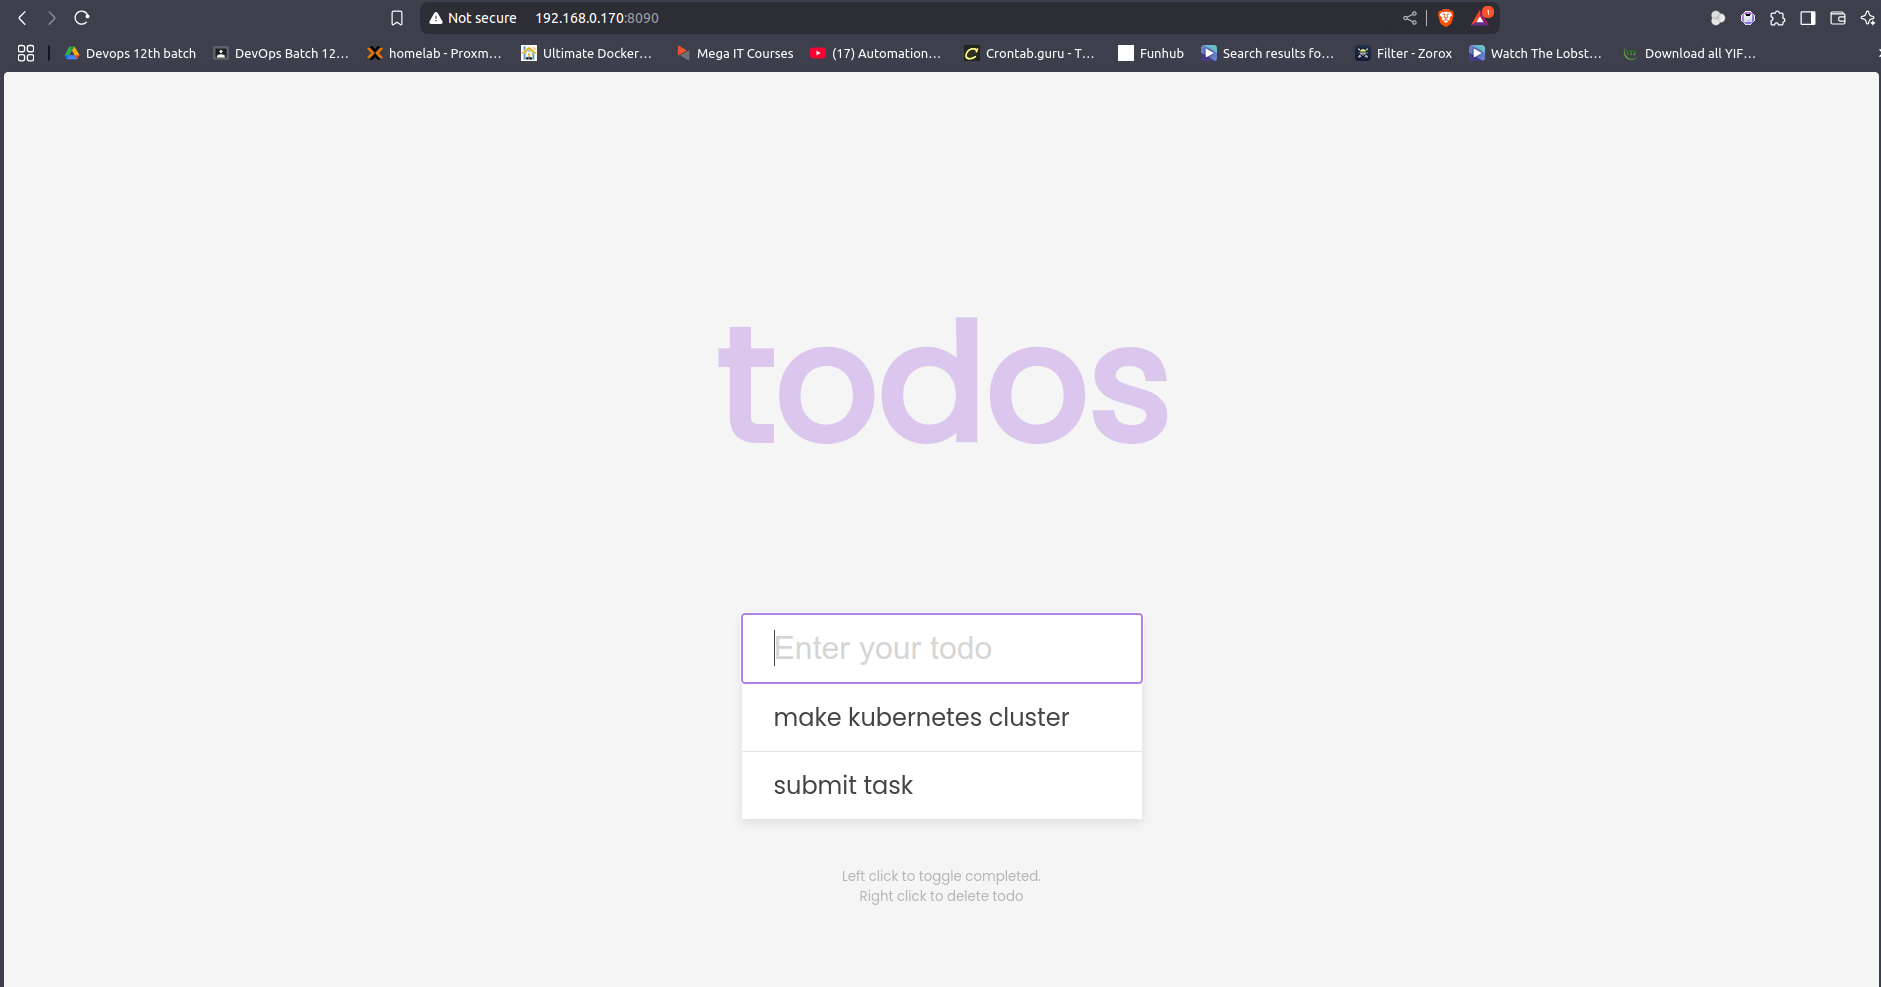 Not secure 192.168.0.170:8090
Devops 12th batch DevOps Batch 12... homelab - Proxm... Ultimate Docker... Mega IT Courses (17) Automation... Crontab.guru - T... Funhub Search results fo... Filter - Zorox Watch The Lobst... Download all YIF...
todos
Enter your todo
make kubernetes cluster
submit task
Left click to toggle completed.
Right click to delete todo